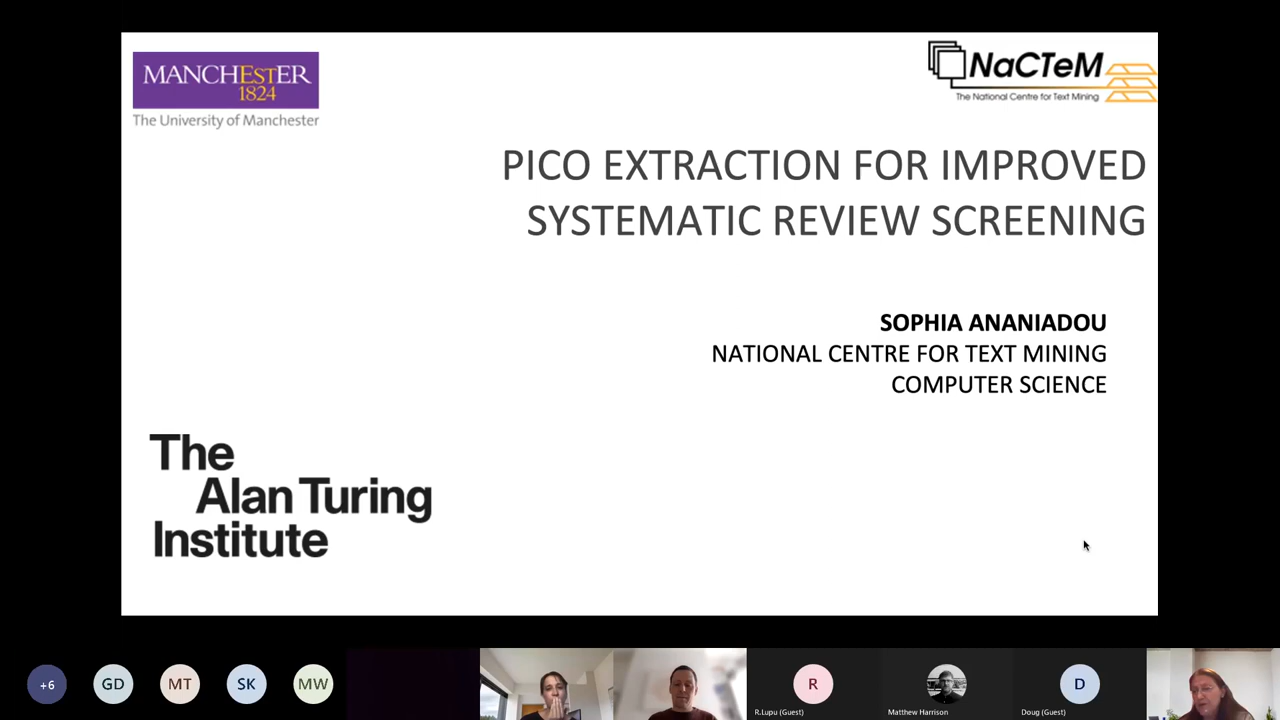 MANCHESTER
1824
The University of Manchester
NaCTeM
The National Centre for Text Mining
PICO EXTRACTION FOR IMPROVED
SYSTEMATIC REVIEW SCREENING
SOPHIA ANANIADOU
NATIONAL CENTRE FOR TEXT MINING
COMPUTER SCIENCE
The
Alan Turing
Institute
+6
GD
MT
SK
MW
R
R.Lupu (Guest)
Matthew Harrison
D
Doug (Guest)